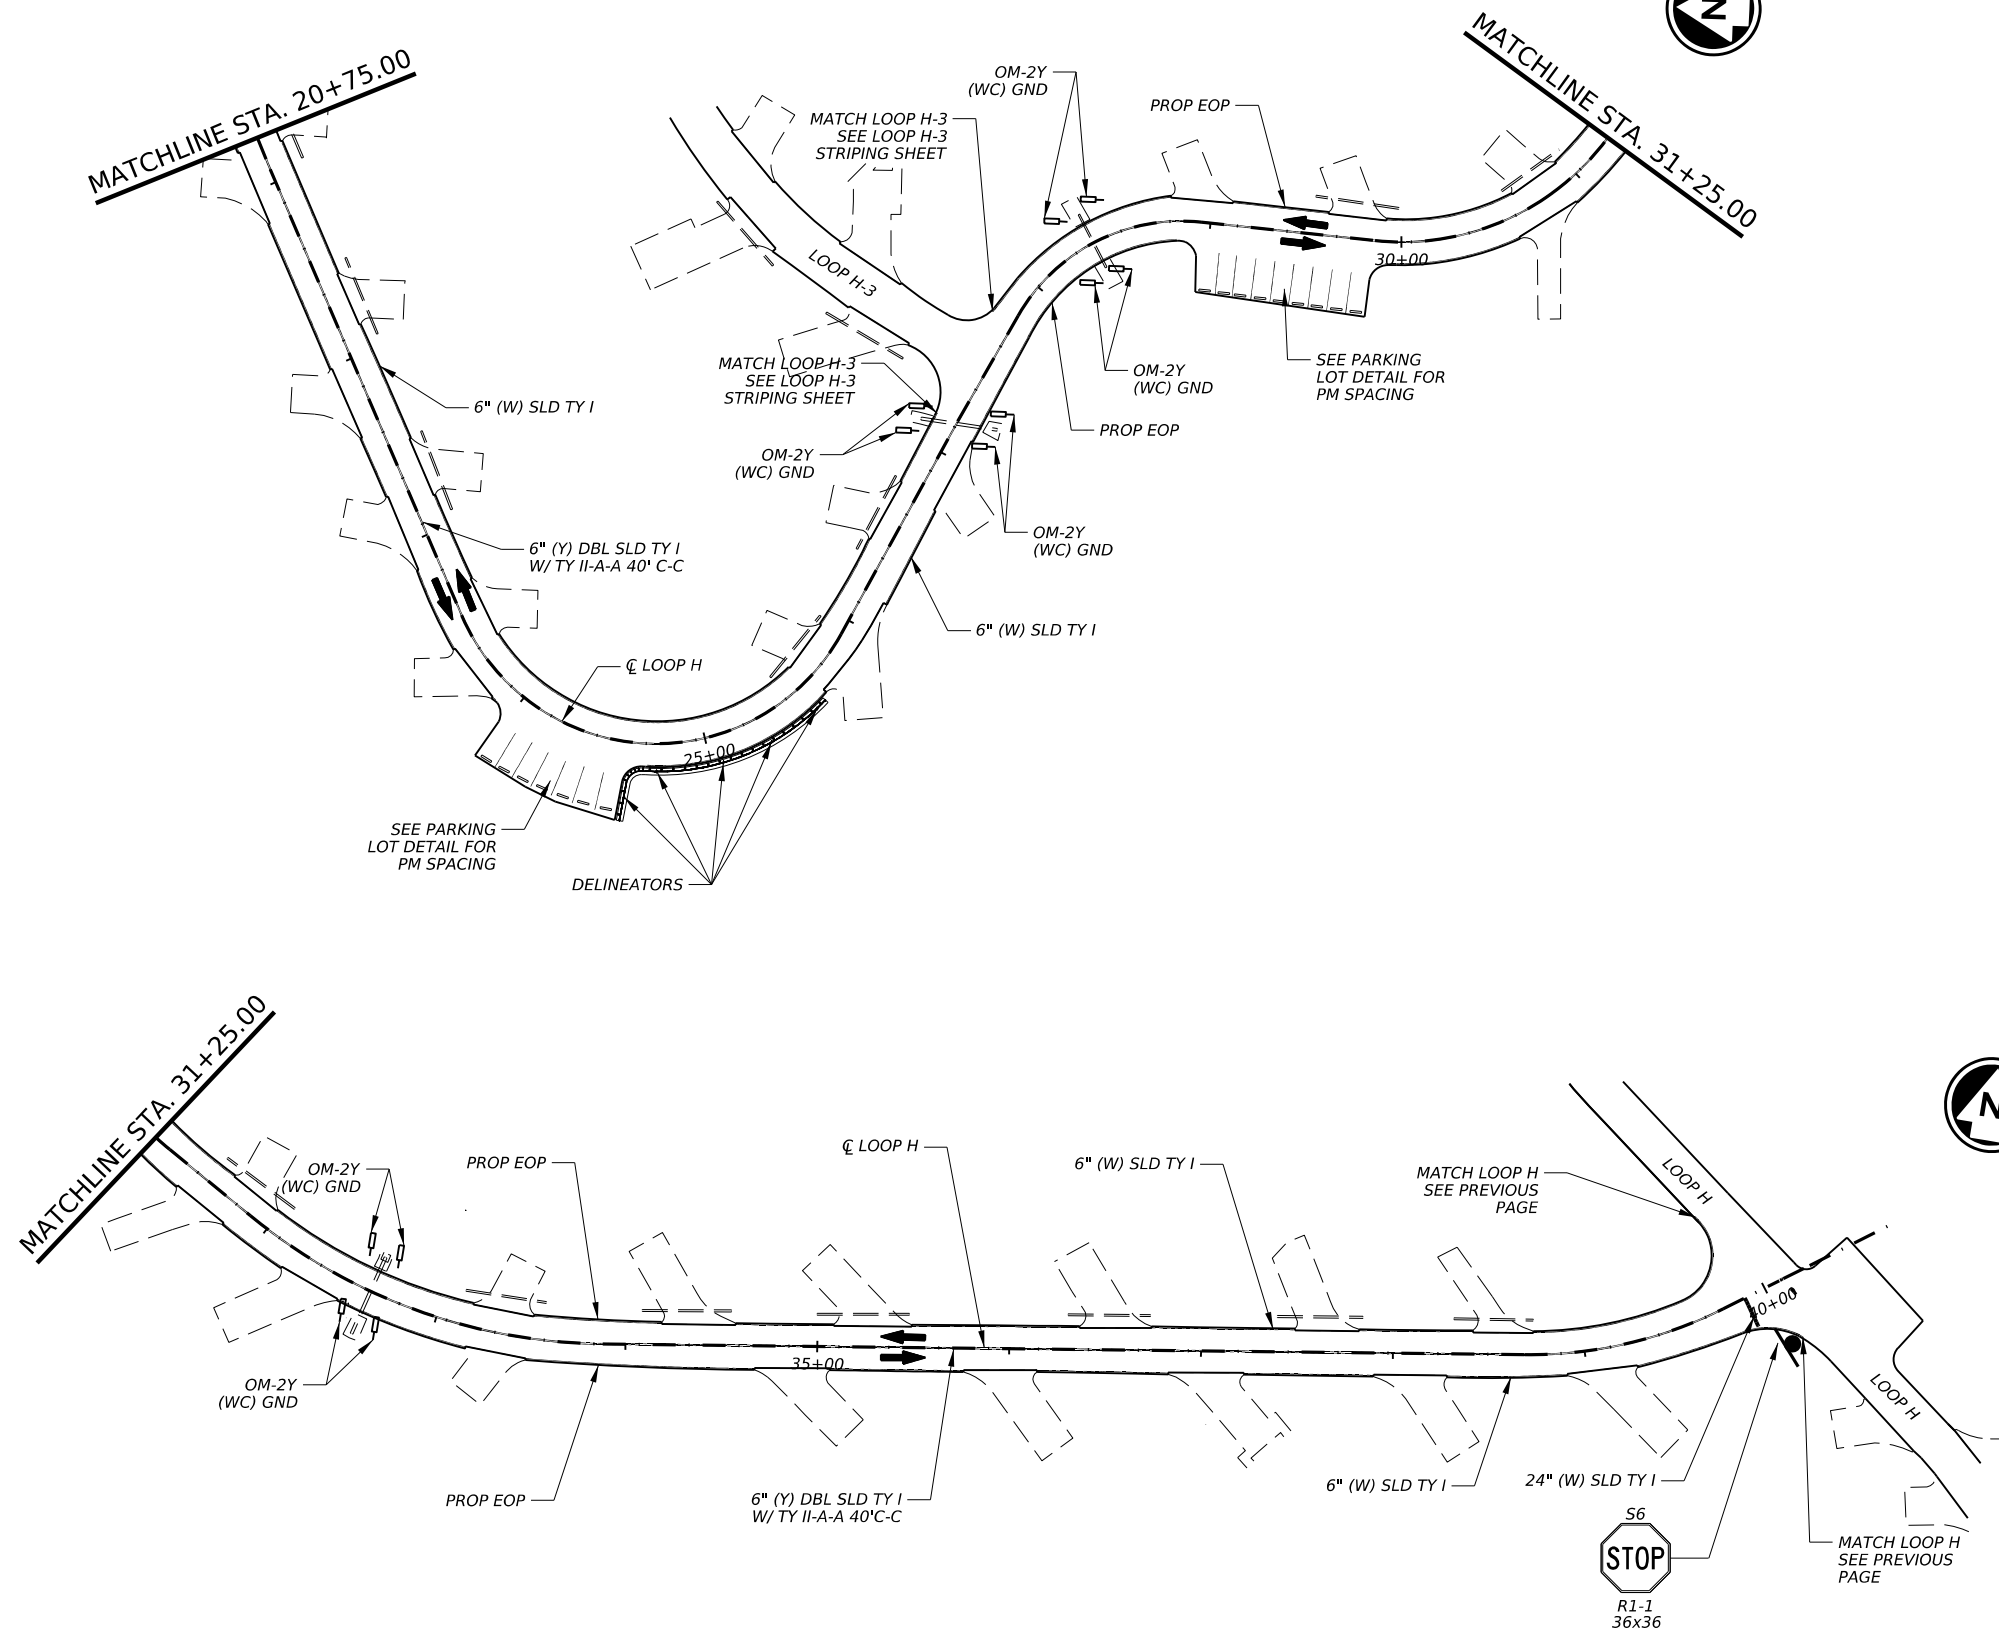 MATCHLINE STA. 20+75.00
MATCHLINE STA. 31+25.00
N
OM-2Y
(WC) GND
PROP EOP
MATCH LOOP H-3
SEE LOOP H-3
STRIPING SHEET
LOOP H-3
30+00
MATCH LOOP H-3
SEE LOOP H-3
STRIPING SHEET
OM-2Y
(WC) GND
SEE PARKING
LOT DETAIL FOR
PM SPACING
6" (W) SLD TY I
PROP EOP
OM-2Y
(WC) GND
OM-2Y
(WC) GND
6" (Y) DBL SLD TY I
W/ TY II-A-A 40' C-C
6" (W) SLD TY I
℄ LOOP H
25+00
SEE PARKING
LOT DETAIL FOR
PM SPACING
DELINEATORS
MATCHLINE STA. 31+25.00
N
OM-2Y
(WC) GND
PROP EOP
℄ LOOP H
6" (W) SLD TY I
MATCH LOOP H
SEE PREVIOUS
PAGE
LOOP H
40+00
35+00
OM-2Y
(WC) GND
LOOP H
PROP EOP
6" (Y) DBL SLD TY I
W/ TY II-A-A 40'C-C
6" (W) SLD TY I
24" (W) SLD TY I
S6
STOP
R1-1
36x36
MATCH LOOP H
SEE PREVIOUS
PAGE